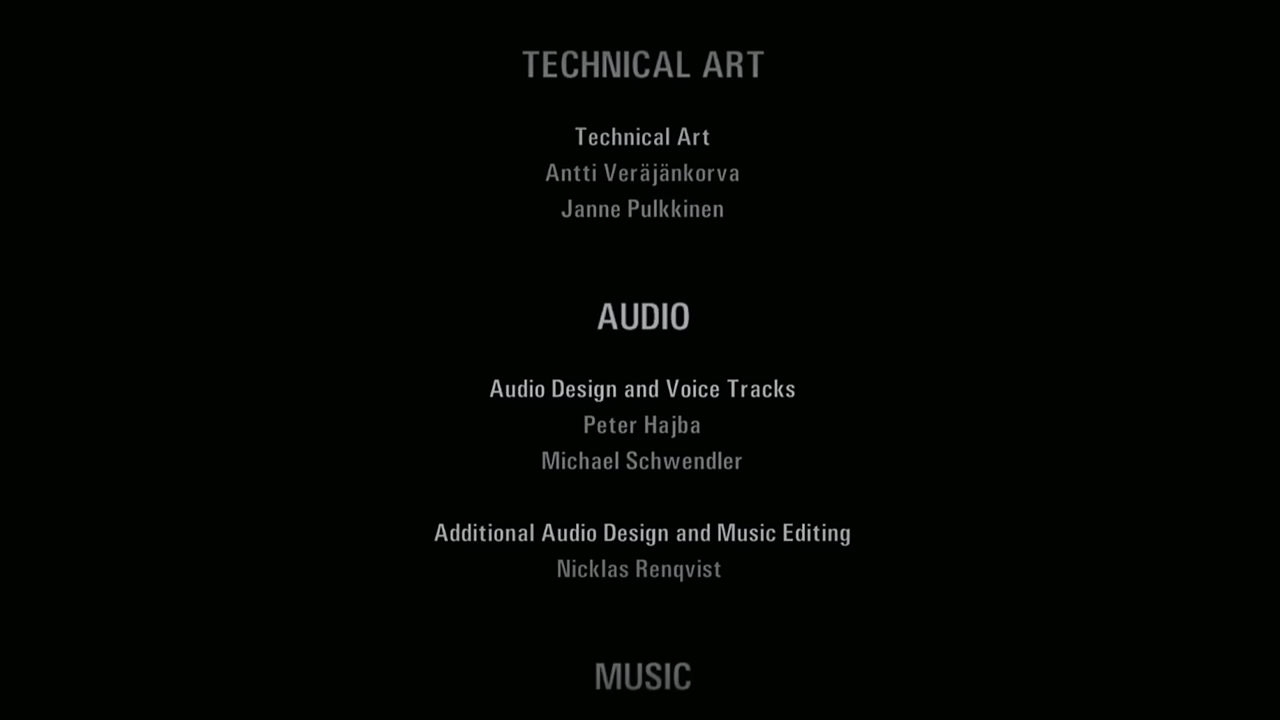 TECHNICAL ART
Technical Art
Antti Veräjänkorva
Janne Pulkkinen
AUDIO
Audio Design and Voice Tracks
Peter Hajba
Michael Schwendler
Additional Audio Design and Music Editing
Nicklas Renqvist
MUSIC